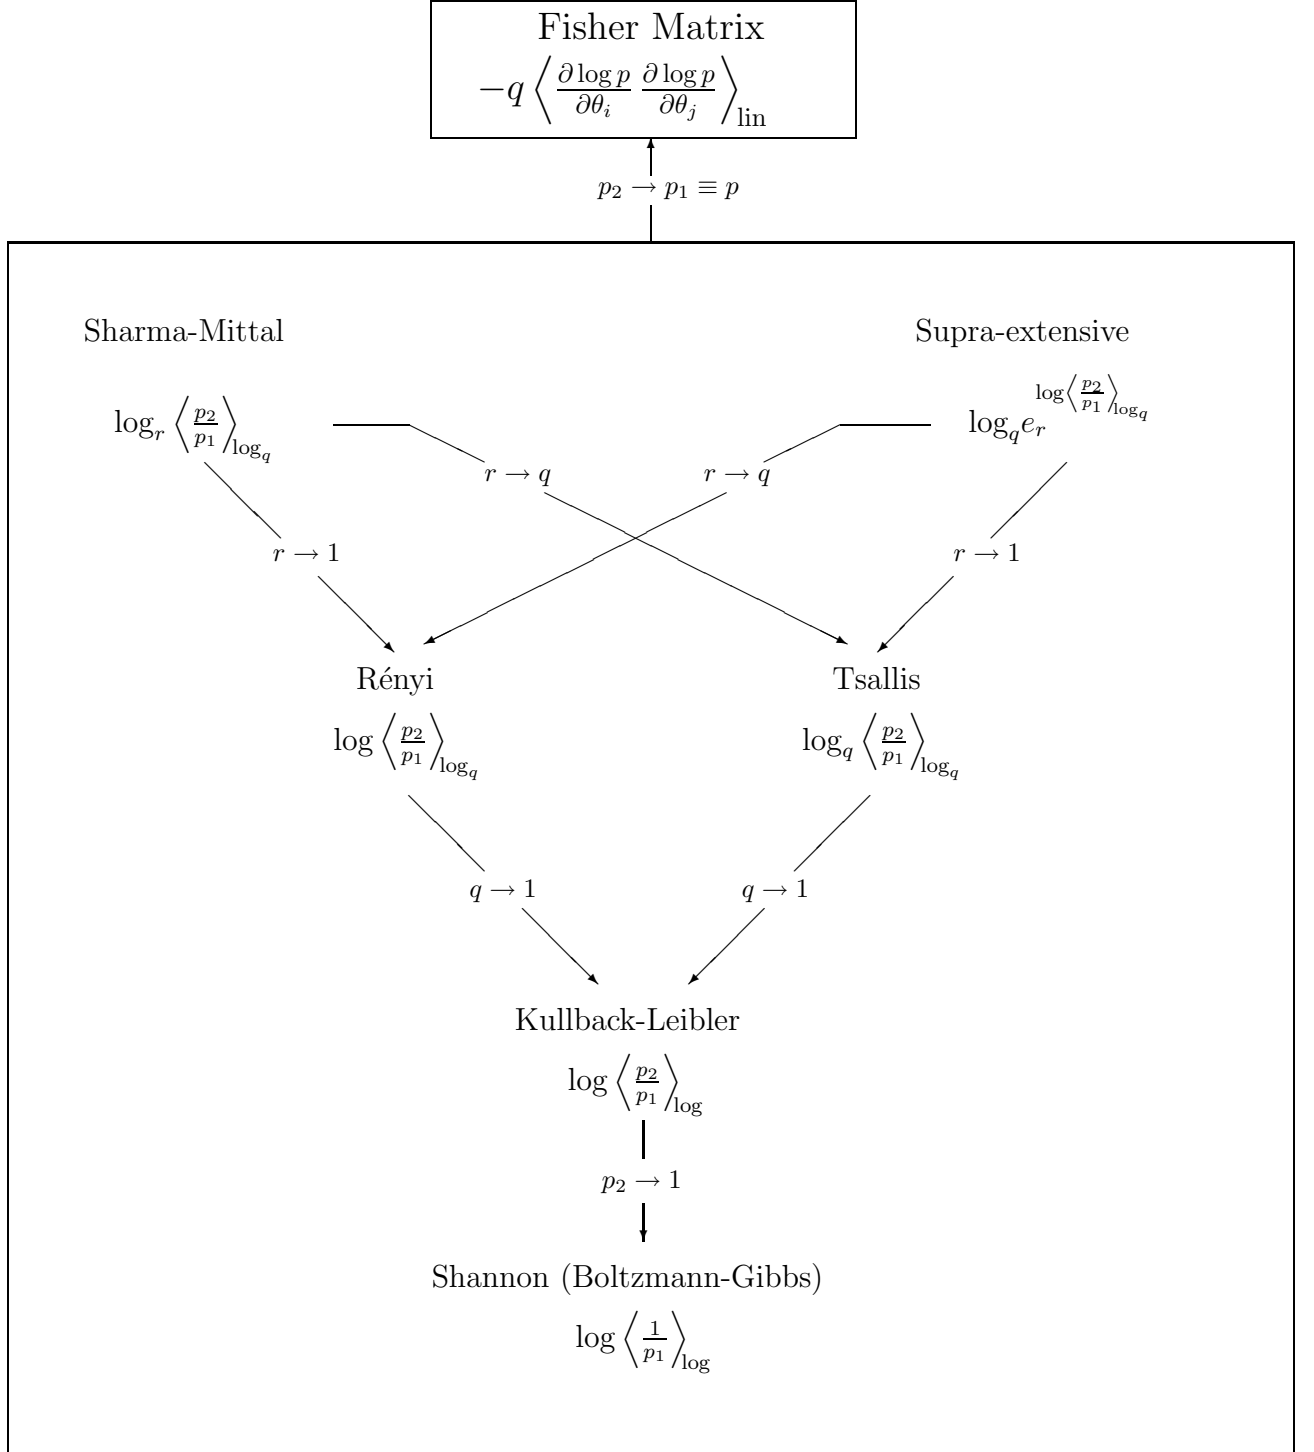 Fisher Matrix
−q ⟨∂ log p/∂θ_i ∂ log p/∂θ_j⟩_lin
p_2 → p_1 ≡ p
Sharma-Mittal Supra-extensive
log_r ⟨p_2/p_1⟩_{log_q} log_q e_r^{log⟨p_2/p_1⟩_{log_q}}
r → q r → q
r → 1 r → 1
Rényi Tsallis
log ⟨p_2/p_1⟩_{log_q} log_q ⟨p_2/p_1⟩_{log_q}
q → 1 q → 1
Kullback-Leibler
log ⟨p_2/p_1⟩_log
p_2 → 1
Shannon (Boltzmann-Gibbs)
log ⟨1/p_1⟩_log